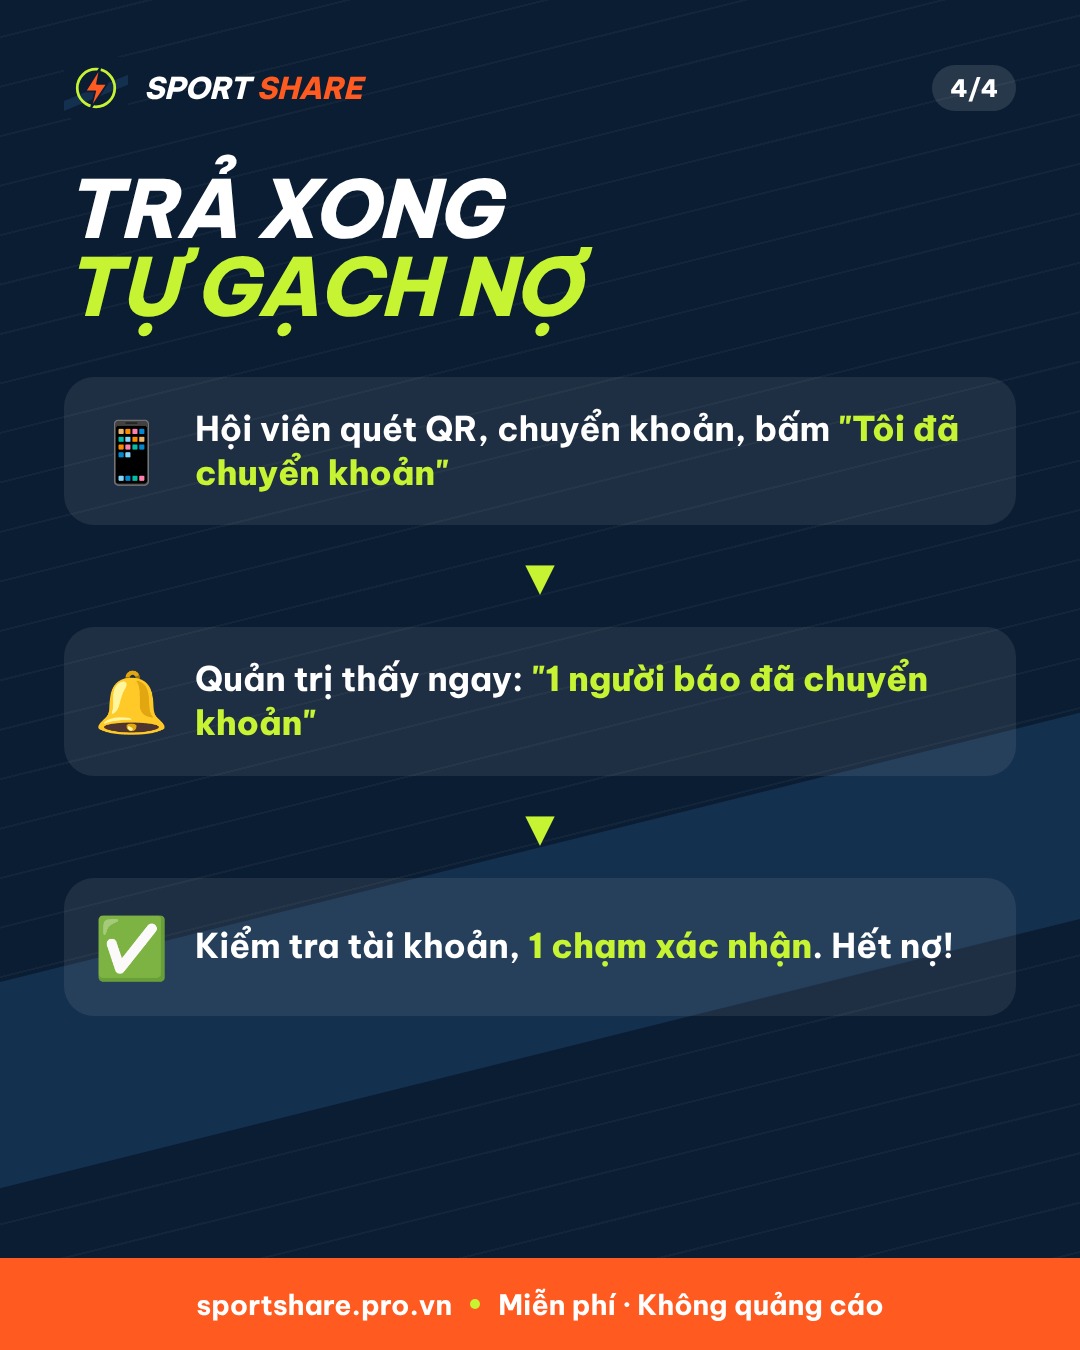 SPORT SHARE
4/4
TRẢ XONG
TỰ GẠCH NỢ
Hội viên quét QR, chuyển khoản, bấm "Tôi đã
chuyển khoản"
Quản trị thấy ngay: "1 người báo đã chuyển
khoản"
Kiểm tra tài khoản, 1 chạm xác nhận. Hết nợ!
sportshare.pro.vn • Miễn phí · Không quảng cáo